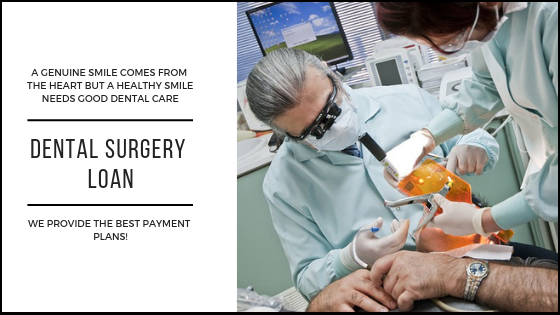 A GENUINE SMILE COMES FROM
THE HEART BUT A HEALTHY SMILE
NEEDS GOOD DENTAL CARE
DENTAL SURGERY
LOAN
WE PROVIDE THE BEST PAYMENT
PLANS!